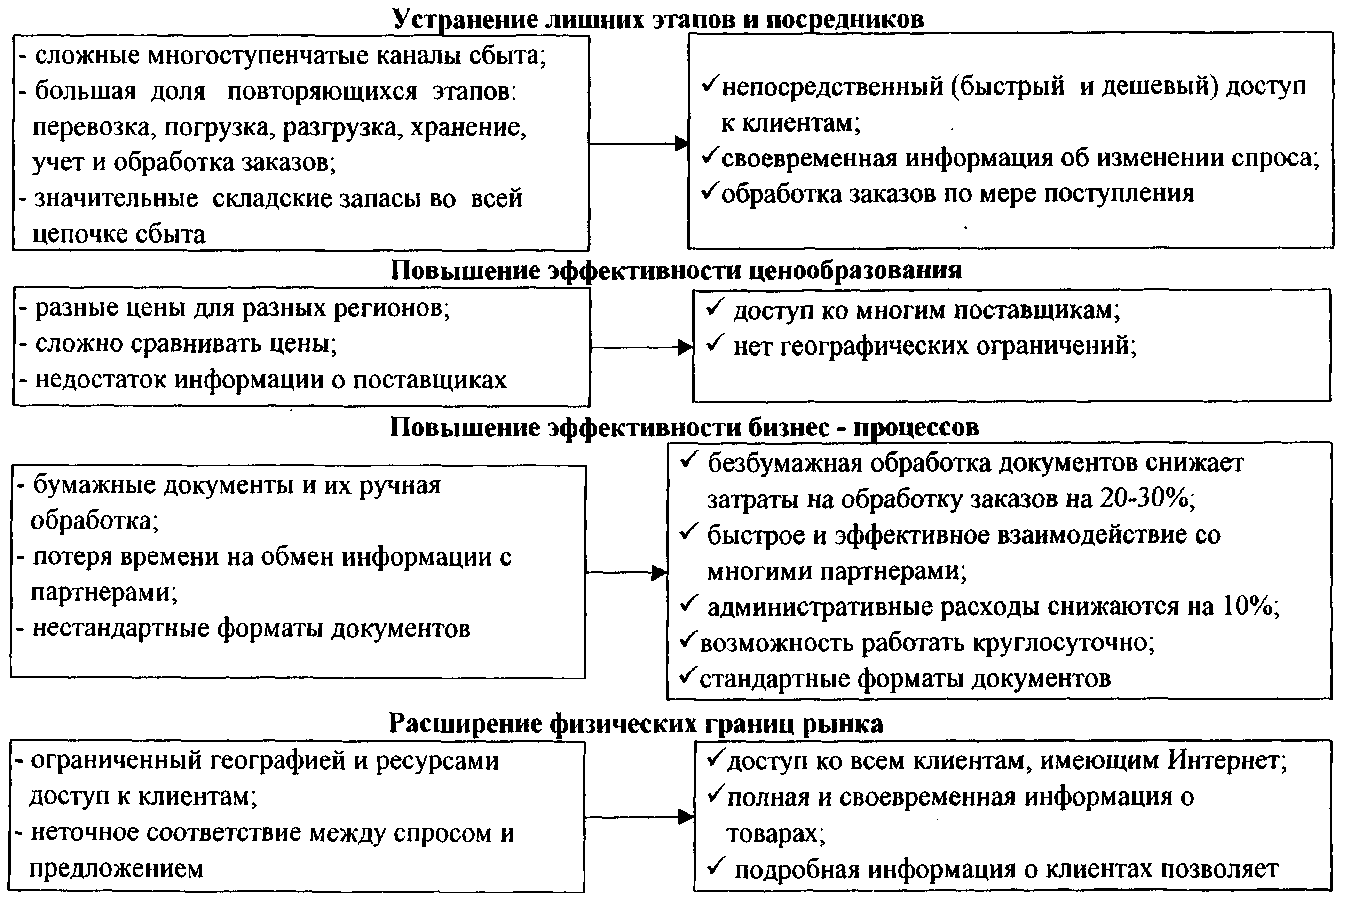 Устранение лишних этапов и посредников
- сложные многоступенчатые каналы сбыта;
- большая доля повторяющихся этапов:
перевозка, погрузка, разгрузка, хранение,
учет и обработка заказов;
- значительные складские запасы во всей
цепочке сбыта
✓непосредственный (быстрый и дешевый) доступ
к клиентам;
✓своевременная информация об изменении спроса;
✓обработка заказов по мере поступления
Повышение эффективности ценообразования
- разные цены для разных регионов;
- сложно сравнивать цены;
- недостаток информации о поставщиках
✓ доступ ко многим поставщикам;
✓ нет географических ограничений;
Повышение эффективности бизнес - процессов
- бумажные документы и их ручная
обработка;
- потеря времени на обмен информации с
партнерами;
- нестандартные форматы документов
✓ безбумажная обработка документов снижает
затраты на обработку заказов на 20-30%;
✓ быстрое и эффективное взаимодействие со
многими партнерами;
✓ административные расходы снижаются на 10%;
✓возможность работать круглосуточно;
✓стандартные форматы документов
Расширение физических границ рынка
- ограниченный географией и ресурсами
доступ к клиентам;
- неточное соответствие между спросом и
предложением
✓доступ ко всем клиентам, имеющим Интернет;
✓полная и своевременная информация о
товарах;
✓ подробная информация о клиентах позволяет